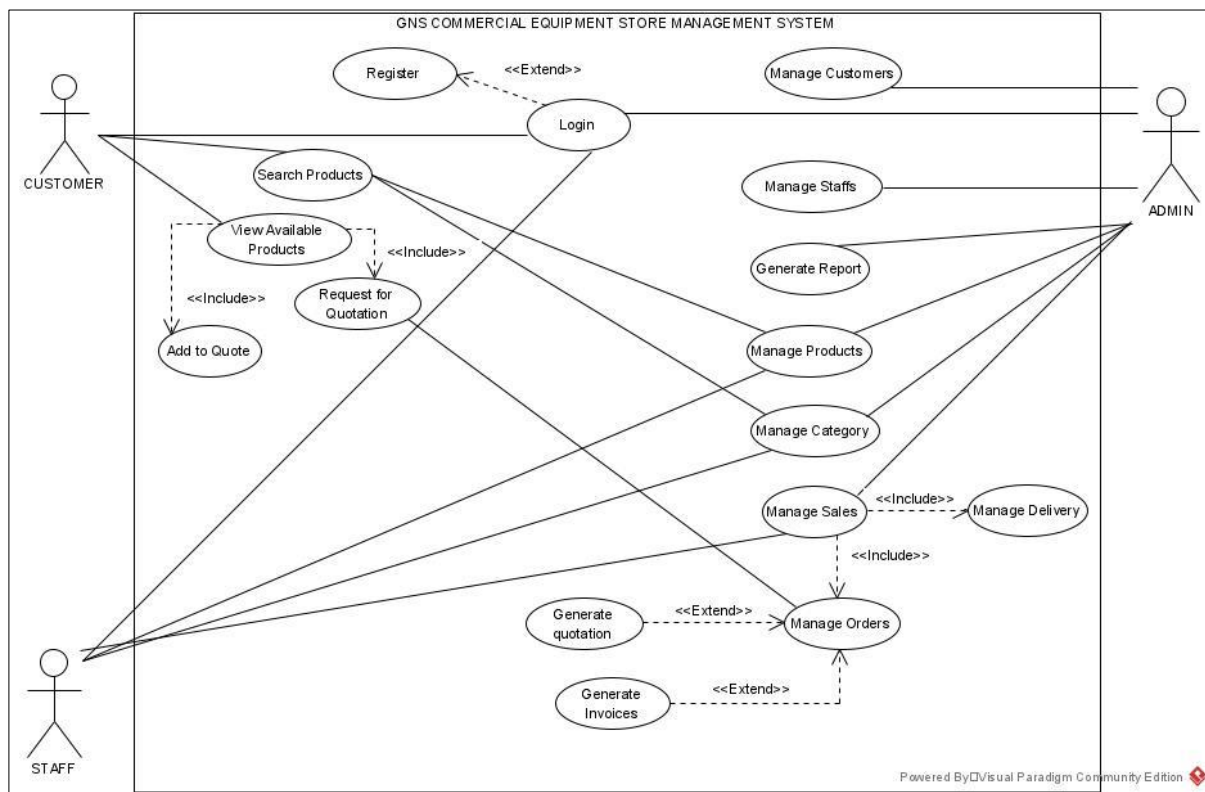 GNS COMMERCIAL EQUIPMENT STORE MANAGEMENT SYSTEM
Register
<<Extend>>
Manage Customers
Login
CUSTOMER
Search Products
Manage Staffs
ADMIN
View Available
Products
<<Include>>
Generate Report
<<Include>>
Request for
Quotation
Add to Quote
Manage Products
Manage Category
Manage Sales
<<Include>>
Manage Delivery
<<Include>>
Generate
quotation
<<Extend>>
Manage Orders
Generate
Invoices
<<Extend>>
STAFF
Powered By□Visual Paradigm Community Edition